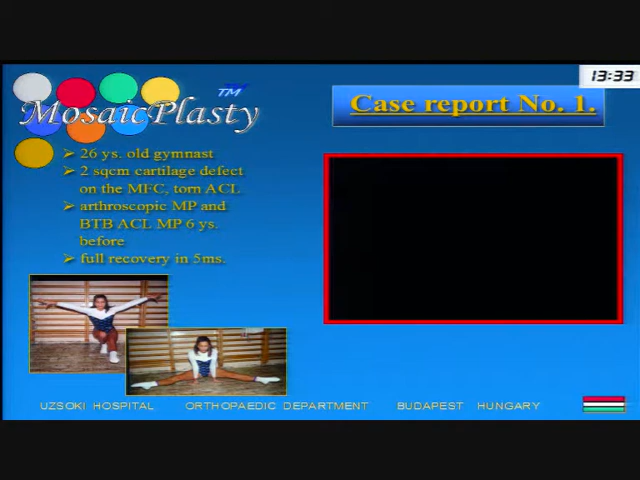 13:33
Mosaic Plasty TM
Case report No. 1.
➢ 26 ys. old gymnast
➢ 2 sqcm cartilage defect
on the MFC, torn ACL
➢ arthroscopic MP and
BTB ACL MP 6 ys.
before
➢ full recovery in 5ms.
UZSOKI HOSPITAL ORTHOPAEDIC DEPARTMENT BUDAPEST HUNGARY